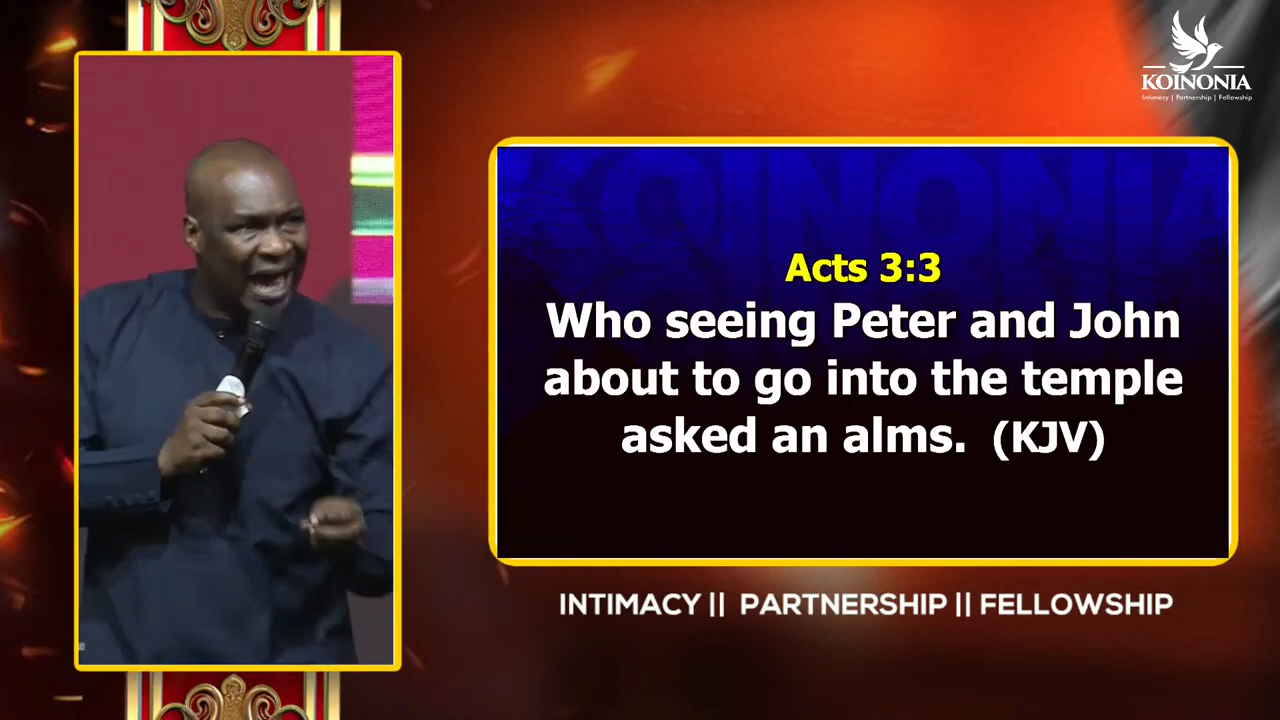 KOINONIA
Intimacy | Partnership | Fellowship
KOINONIA
Acts 3:3
Who seeing Peter and John
about to go into the temple
asked an alms. (KJV)
INTIMACY || PARTNERSHIP || FELLOWSHIP